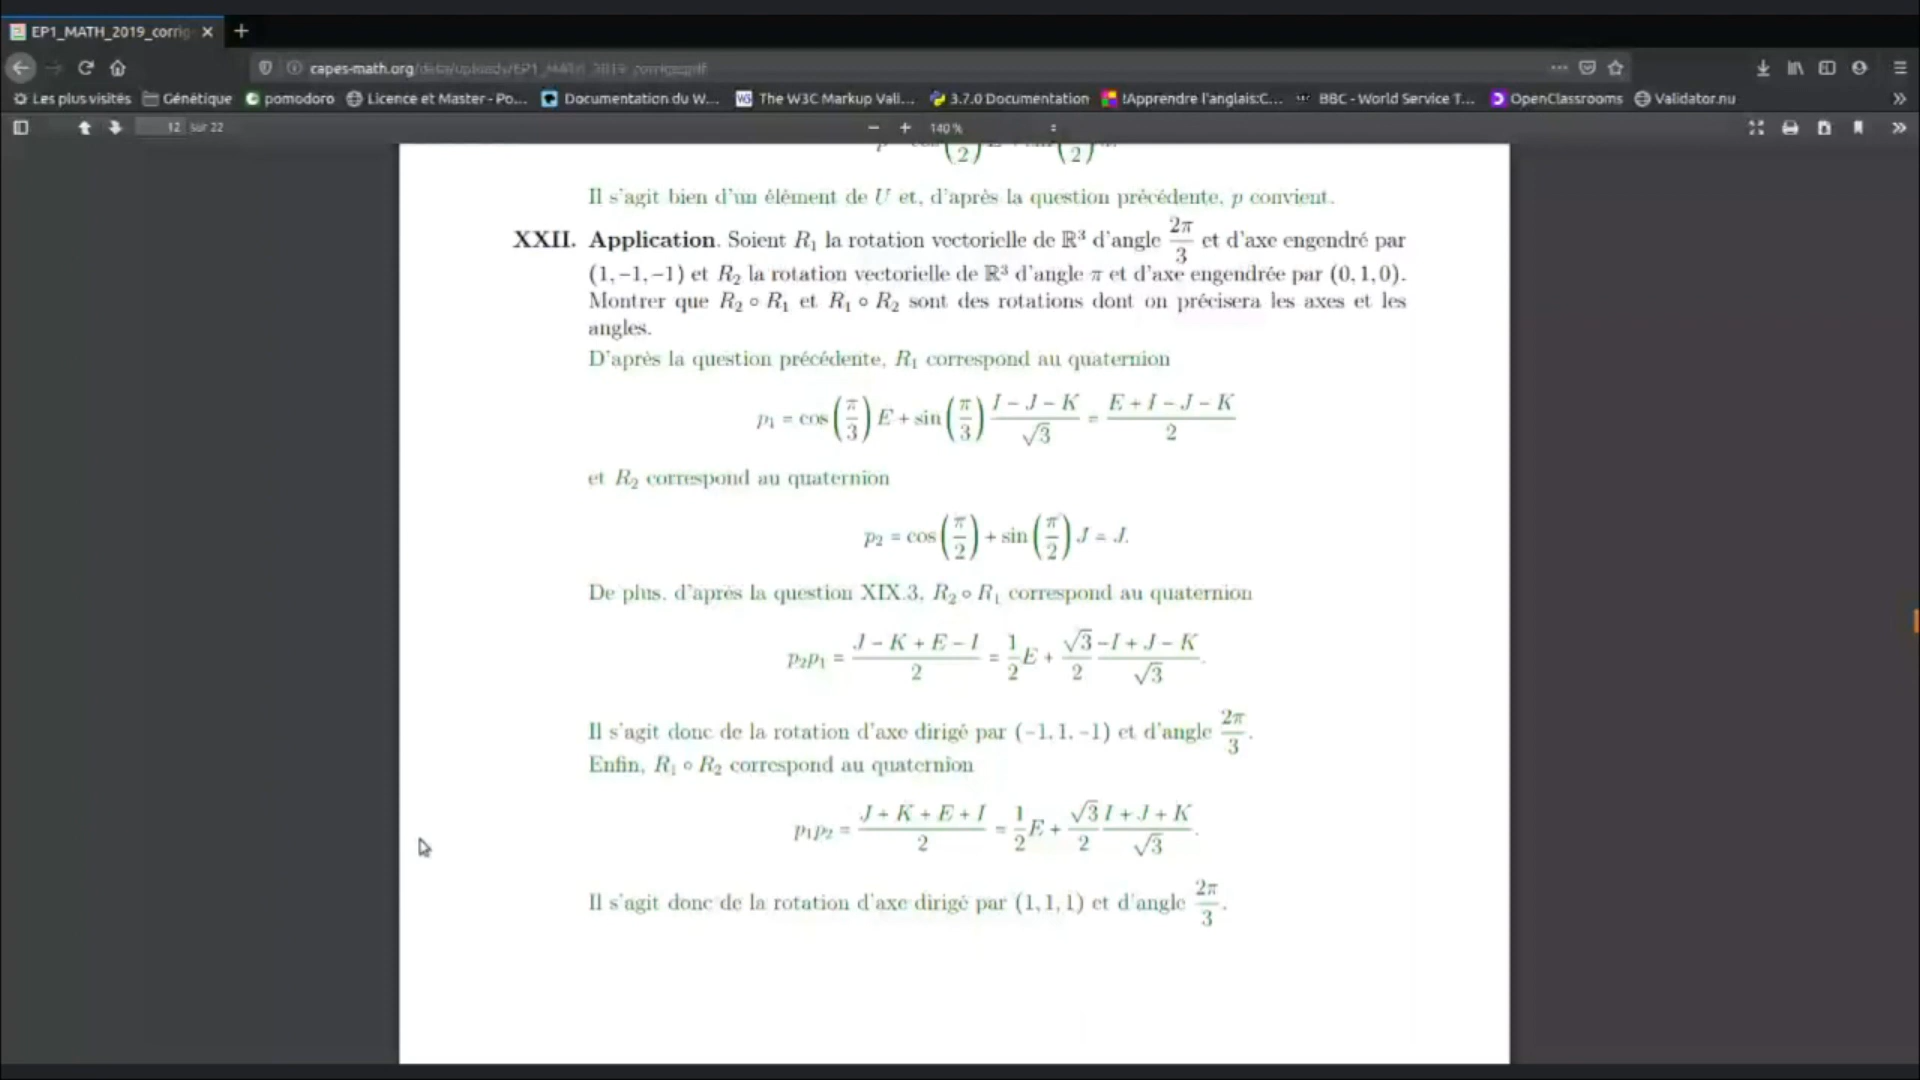 EP1_MATH_2019_corrig
capes-math.org/data/uploads/EP1_MATH_2019_corrige.pdf
Les plus visités Génétique pomodoro Licence et Master - Po... Documentation du W... The W3C Markup Vali... 3.7.0 Documentation !Apprendre l'anglais:C... BBC - World Service T... OpenClassrooms Validator.nu
12 sur 22 − + 140 %
Il s'agit bien d'un élément de U et, d'après la question précédente, p convient.
XXII. Application. Soient R₁ la rotation vectorielle de ℝ³ d'angle 2π/3 et d'axe engendré par
(1,−1,−1) et R₂ la rotation vectorielle de ℝ³ d'angle π et d'axe engendrée par (0,1,0).
Montrer que R₂ ∘ R₁ et R₁ ∘ R₂ sont des rotations dont on précisera les axes et les
angles.
D'après la question précédente, R₁ correspond au quaternion
p₁ = cos(π/3) E + sin(π/3) (I − J − K)/√3 = (E + I − J − K)/2
et R₂ correspond au quaternion
p₂ = cos(π/2) + sin(π/2) J = J.
De plus, d'après la question XIX.3, R₂ ∘ R₁ correspond au quaternion
p₂p₁ = (J − K + E − I)/2 = 1/2 E + √3/2 (−I + J − K)/√3.
Il s'agit donc de la rotation d'axe dirigé par (−1, 1, −1) et d'angle 2π/3.
Enfin, R₁ ∘ R₂ correspond au quaternion
p₁p₂ = (J + K + E + I)/2 = 1/2 E + √3/2 (I + J + K)/√3.
Il s'agit donc de la rotation d'axe dirigé par (1, 1, 1) et d'angle 2π/3.